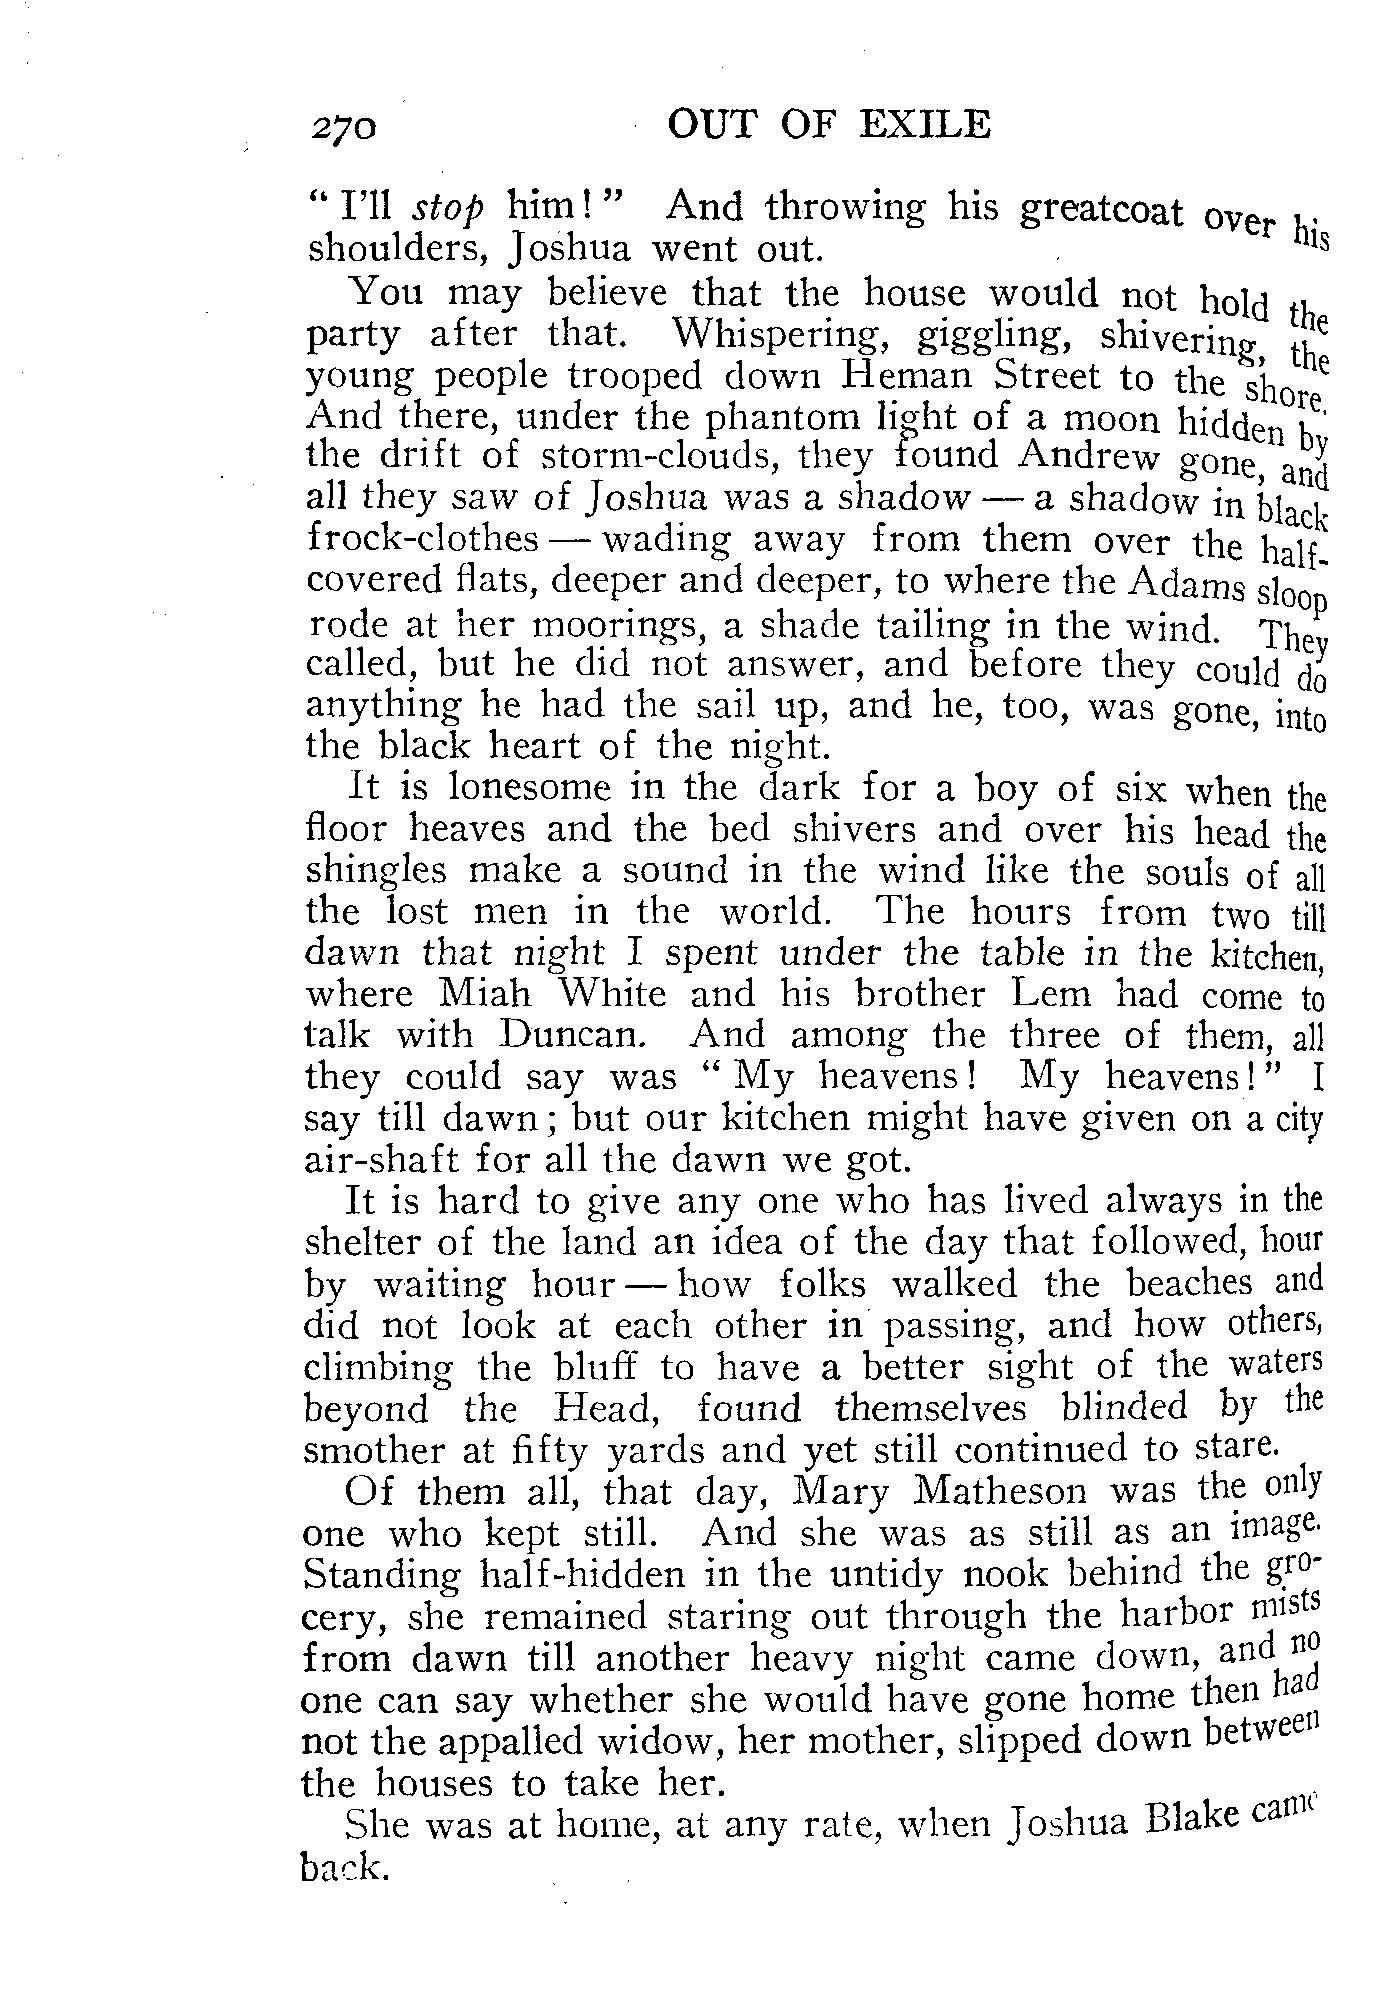 270 OUT OF EXILE
“ I’ll stop him! ” And throwing his greatcoat over his
shoulders, Joshua went out.
You may believe that the house would not hold the
party after that. Whispering, giggling, shivering, the
young people trooped down Heman Street to the shore.
And there, under the phantom light of a moon hidden by
the drift of storm-clouds, they found Andrew gone, and
all they saw of Joshua was a shadow — a shadow in black
frock-clothes — wading away from them over the half-
covered flats, deeper and deeper, to where the Adams sloop
rode at her moorings, a shade tailing in the wind. They
called, but he did not answer, and before they could do
anything he had the sail up, and he, too, was gone, into
the black heart of the night.
It is lonesome in the dark for a boy of six when the
floor heaves and the bed shivers and over his head the
shingles make a sound in the wind like the souls of all
the lost men in the world. The hours from two till
dawn that night I spent under the table in the kitchen,
where Miah White and his brother Lem had come to
talk with Duncan. And among the three of them, all
they could say was “ My heavens! My heavens! ” I
say till dawn; but our kitchen might have given on a city
air-shaft for all the dawn we got.
It is hard to give any one who has lived always in the
shelter of the land an idea of the day that followed, hour
by waiting hour — how folks walked the beaches and
did not look at each other in passing, and how others,
climbing the bluff to have a better sight of the waters
beyond the Head, found themselves blinded by the
smother at fifty yards and yet still continued to stare.
Of them all, that day, Mary Matheson was the only
one who kept still. And she was as still as an image.
Standing half-hidden in the untidy nook behind the gro-
cery, she remained staring out through the harbor mists
from dawn till another heavy night came down, and no
one can say whether she would have gone home then had
not the appalled widow, her mother, slipped down between
the houses to take her.
She was at home, at any rate, when Joshua Blake came
back.